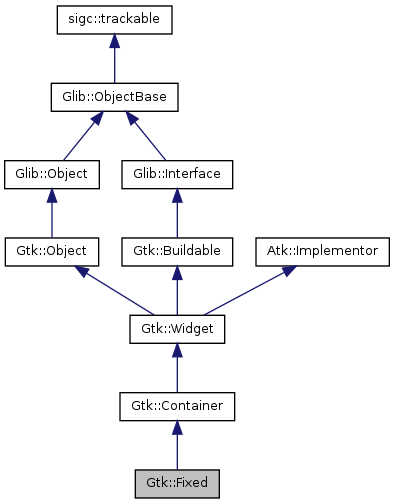 sigc::trackable
Glib::ObjectBase
Glib::Object
Glib::Interface
Gtk::Object
Gtk::Buildable
Atk::Implementor
Gtk::Widget
Gtk::Container
Gtk::Fixed